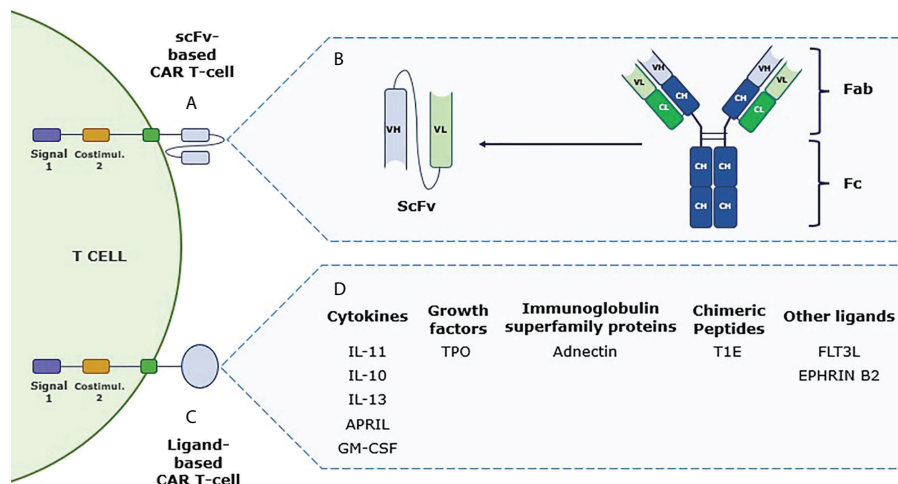 scFv-
based
CAR T-cell
A
Signal
1
Costimul.
2
T CELL
B
VH
VL
ScFv
VL
VH
CH
CL
VH
VL
CH
CL
CH
CH
CH
CH
Fab
Fc
Signal
1
Costimul.
2
C
Ligand-
based
CAR T-cell
D
Cytokines
IL-11
IL-10
IL-13
APRIL
GM-CSF
Growth
factors
TPO
Immunoglobulin
superfamily proteins
Adnectin
Chimeric
Peptides
T1E
Other ligands
FLT3L
EPHRIN B2